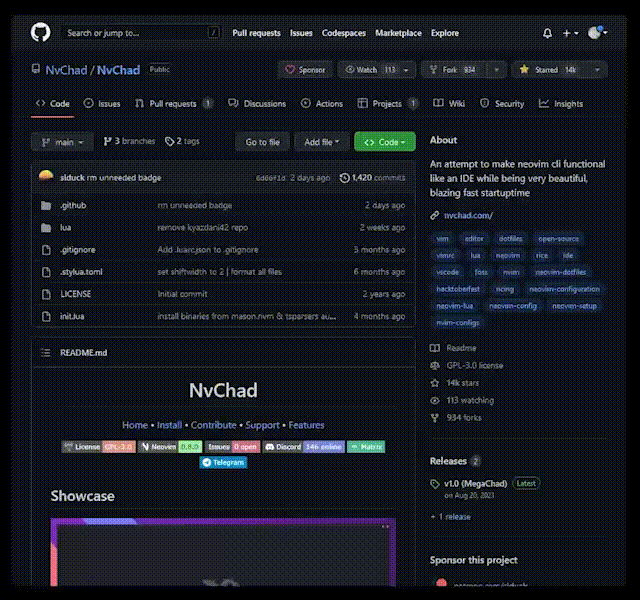 Search or jump to... /
Pull requests Issues Codespaces Marketplace Explore
NvChad / NvChad Public
Sponsor Watch 113 Fork 934 Starred 14k
Code Issues Pull requests 1 Discussions Actions Projects 1 Wiki Security Insights
main 3 branches 2 tags Go to file Add file Code
siduck rm unneeded badge 2 days ago 1,420 commits
.github rm unneeded badge 2 days ago
lua remove kyazdani42 repo 2 weeks ago
.gitignore Add .luarc.json to .gitignore 3 months ago
.stylua.toml set shiftwidth to 2 | format all files 6 months ago
LICENSE Initial commit 2 years ago
init.lua install binaries from mason.nvim & tsparsers au... 4 months ago
README.md
NvChad
Home • Install • Contribute • Support • Features
License GPL-3.0 Neovim 0.8.0 Issues 0 open Discord 346 online Matrix
Telegram
Showcase
About
An attempt to make neovim cli functional
like an IDE while being very beautiful,
blazing fast startuptime
nvchad.com/
vim editor dotfiles open-source
vimrc lua neovim rice ide
vscode foss nvim neovim-dotfiles
hacktoberfest ricing neovim-configuration
neovim-lua neovim-config neovim-setup
nvim-configs
Readme
GPL-3.0 license
14k stars
113 watching
934 forks
Releases 2
v1.0 (MegaChad) Latest
on Aug 20, 2021
+ 1 release
Sponsor this project